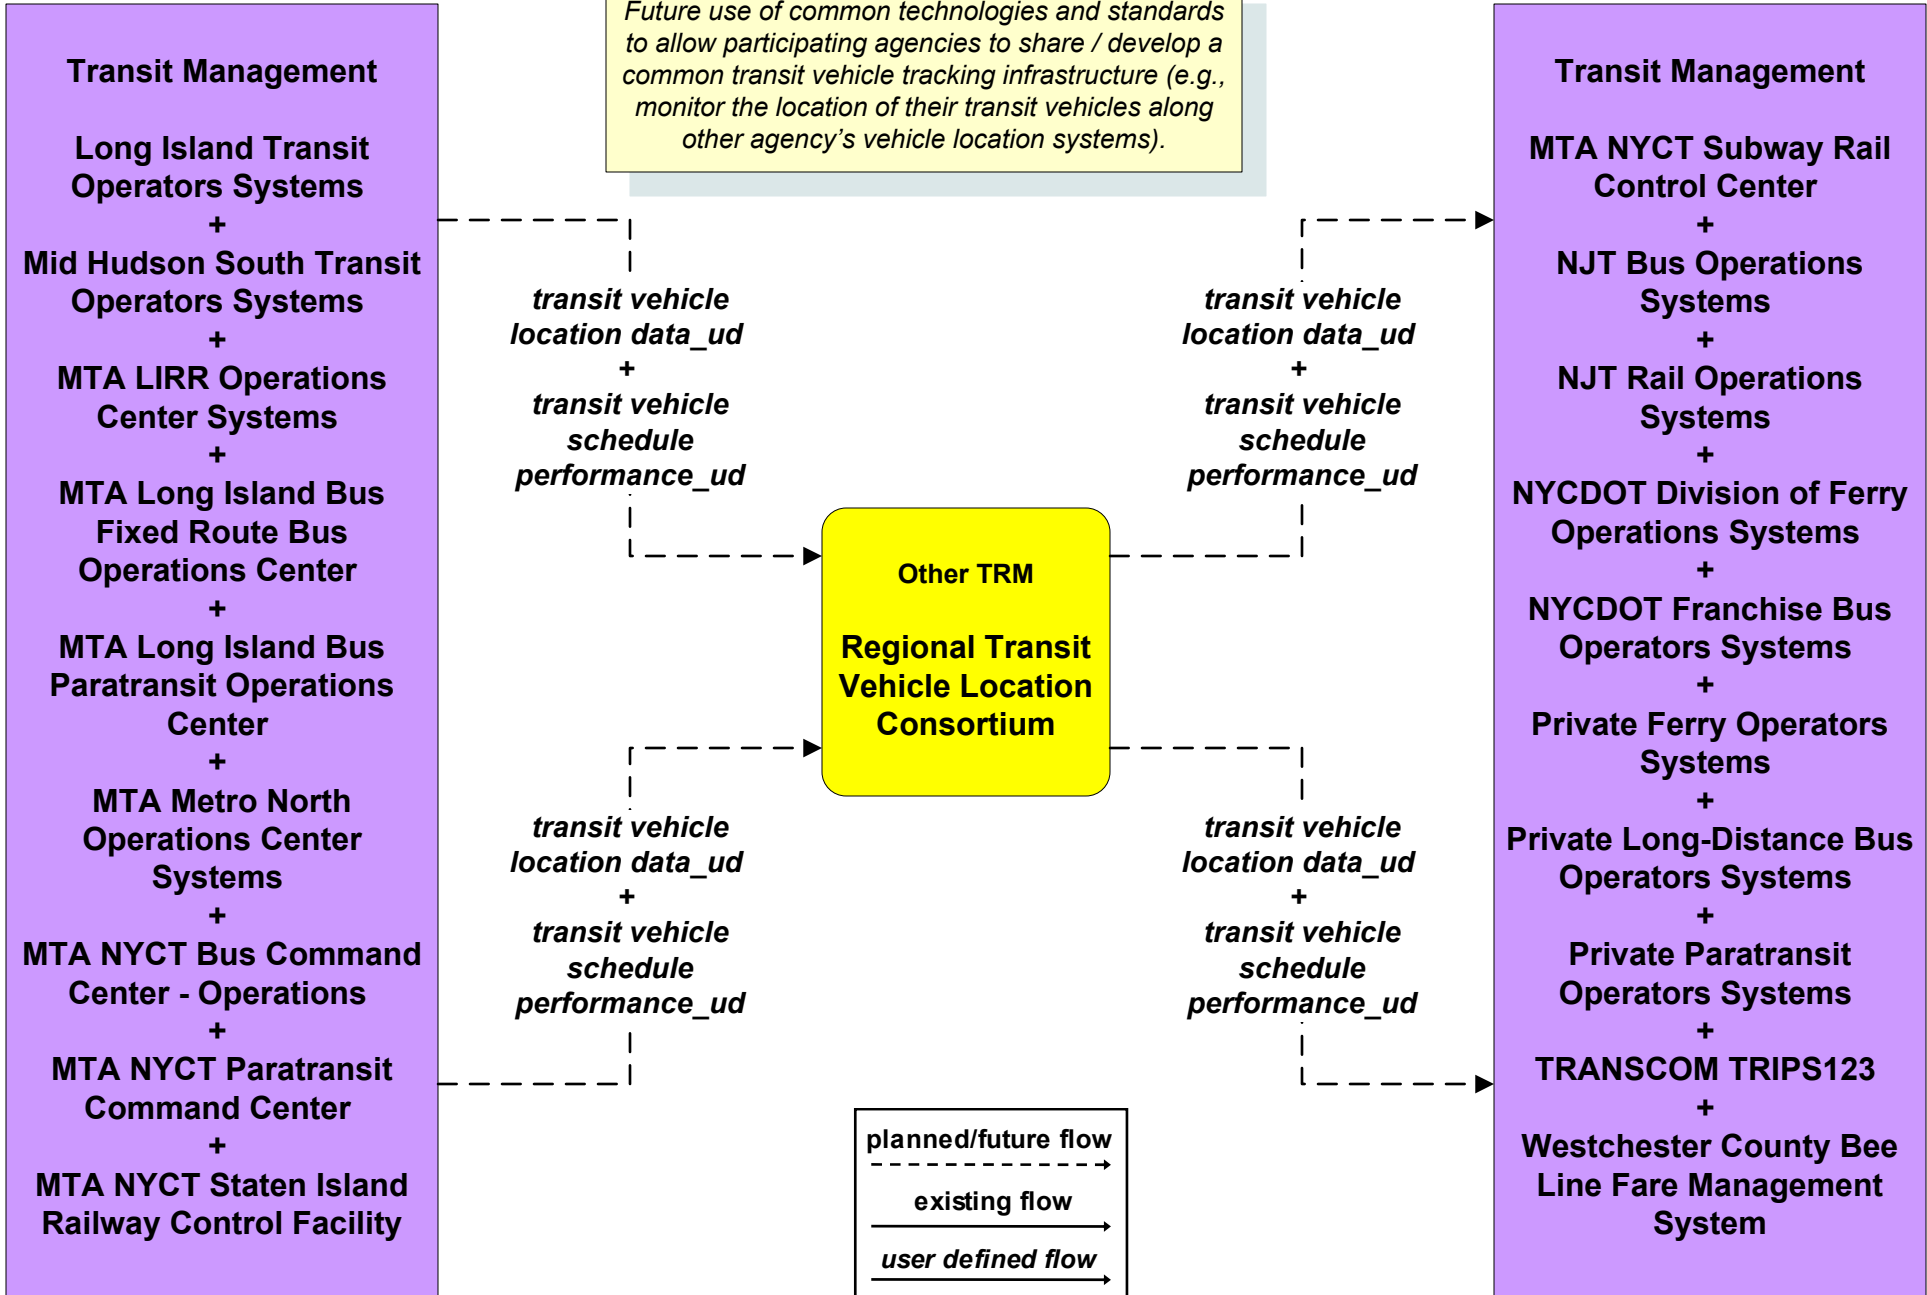 Future use of common technologies and standards
to allow participating agencies to share / develop a
common transit vehicle tracking infrastructure (e.g.,
monitor the location of their transit vehicles along
other agency's vehicle location systems).
Transit Management
Long Island Transit
Operators Systems
+
Mid Hudson South Transit
Operators Systems
+
MTA LIRR Operations
Center Systems
+
MTA Long Island Bus
Fixed Route Bus
Operations Center
+
MTA Long Island Bus
Paratransit Operations
Center
+
MTA Metro North
Operations Center
Systems
+
MTA NYCT Bus Command
Center - Operations
+
MTA NYCT Paratransit
Command Center
+
MTA NYCT Staten Island
Railway Control Facility
transit vehicle
location data_ud
+
transit vehicle
schedule
performance_ud
transit vehicle
location data_ud
+
transit vehicle
schedule
performance_ud
Other TRM
Regional Transit
Vehicle Location
Consortium
transit vehicle
location data_ud
+
transit vehicle
schedule
performance_ud
transit vehicle
location data_ud
+
transit vehicle
schedule
performance_ud
Transit Management
MTA NYCT Subway Rail
Control Center
+
NJT Bus Operations
Systems
+
NJT Rail Operations
Systems
+
NYCDOT Division of Ferry
Operations Systems
+
NYCDOT Franchise Bus
Operators Systems
+
Private Ferry Operators
Systems
+
Private Long-Distance Bus
Operators Systems
+
Private Paratransit
Operators Systems
+
TRANSCOM TRIPS123
+
Westchester County Bee
Line Fare Management
System
planned/future flow
existing flow
user defined flow